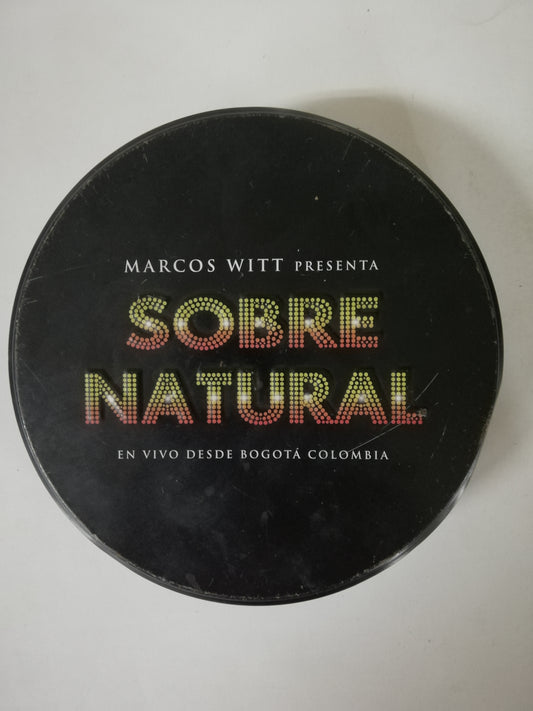 MARCOS WITT PRESENTA
SOBRE
NATURAL
EN VIVO DESDE BOGOTÁ COLOMBIA